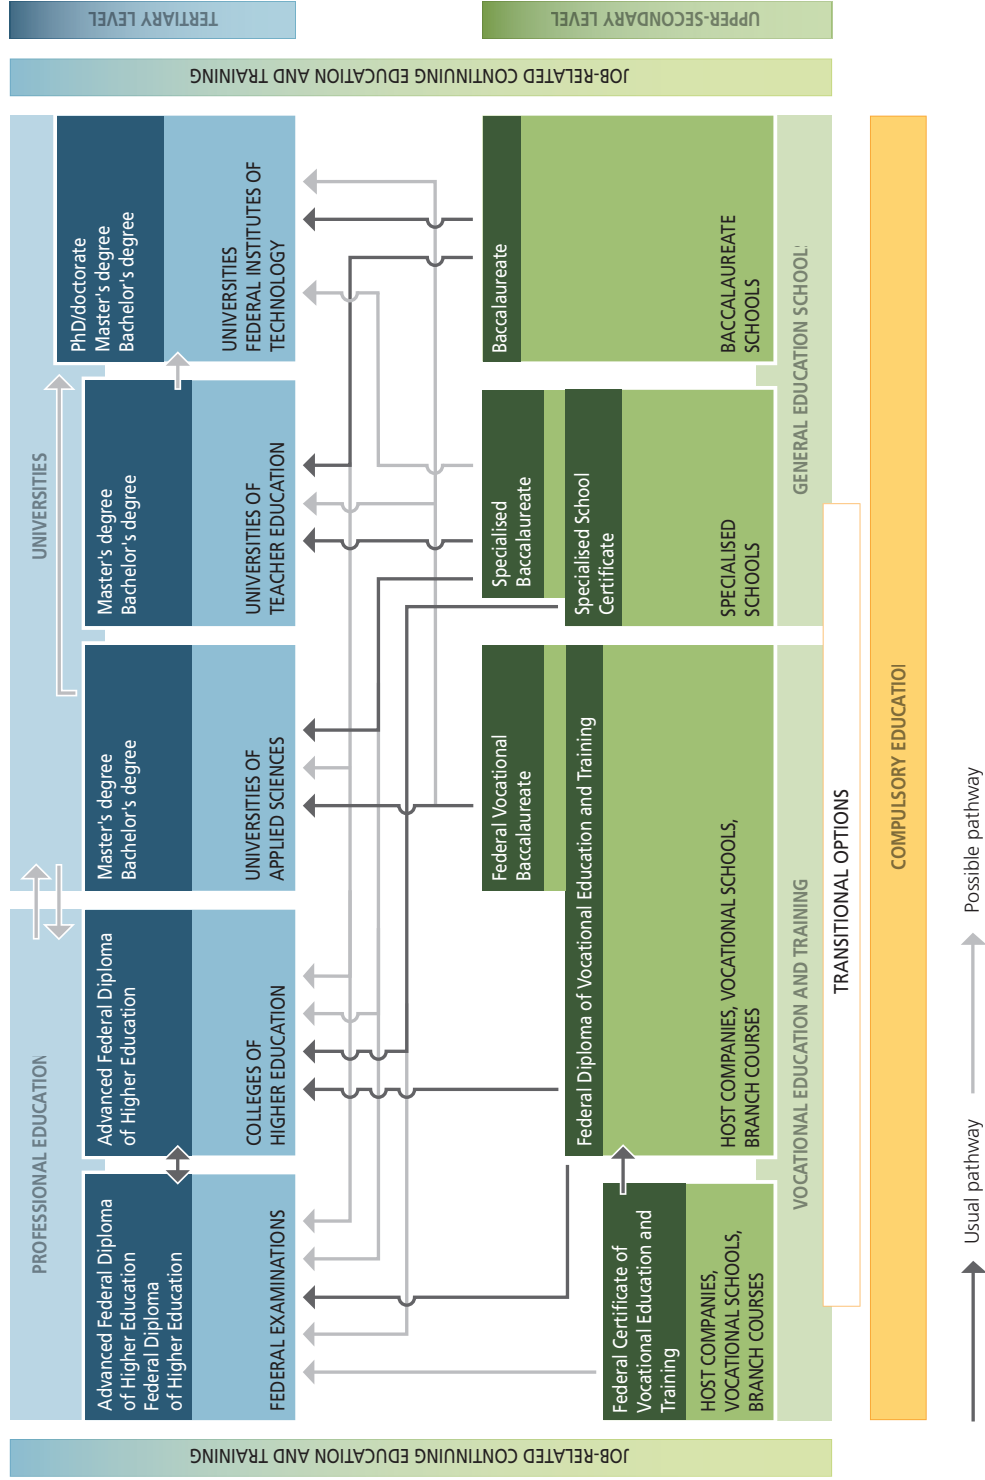 TERTIARY LEVEL
UPPER-SECONDARY LEVEL
JOB-RELATED CONTINUING EDUCATION AND TRAINING
PROFESSIONAL EDUCATION
UNIVERSITIES
Advanced Federal Diploma
of Higher Education
Federal Diploma
of Higher Education
FEDERAL EXAMINATIONS
Advanced Federal Diploma
of Higher Education
COLLEGES OF
HIGHER EDUCATION
Master's degree
Bachelor's degree
UNIVERSITIES OF
APPLIED SCIENCES
Master's degree
Bachelor's degree
UNIVERSITIES OF
TEACHER EDUCATION
PhD/doctorate
Master's degree
Bachelor's degree
UNIVERSITIES
FEDERAL INSTITUTES OF
TECHNOLOGY
Federal Certificate of
Vocational Education and
Training
HOST COMPANIES,
VOCATIONAL SCHOOLS,
BRANCH COURSES
Federal Vocational
Baccalaureate
Federal Diploma of Vocational Education and Training
HOST COMPANIES, VOCATIONAL SCHOOLS,
BRANCH COURSES
Specialised
Baccalaureate
Specialised School
Certificate
SPECIALISED
SCHOOLS
Baccalaureate
BACCALAUREATE
SCHOOLS
VOCATIONAL EDUCATION AND TRAINING
GENERAL EDUCATION SCHOOL
TRANSITIONAL OPTIONS
COMPULSORY EDUCATIO
Usual pathway
Possible pathway
JOB-RELATED CONTINUING EDUCATION AND TRAINING